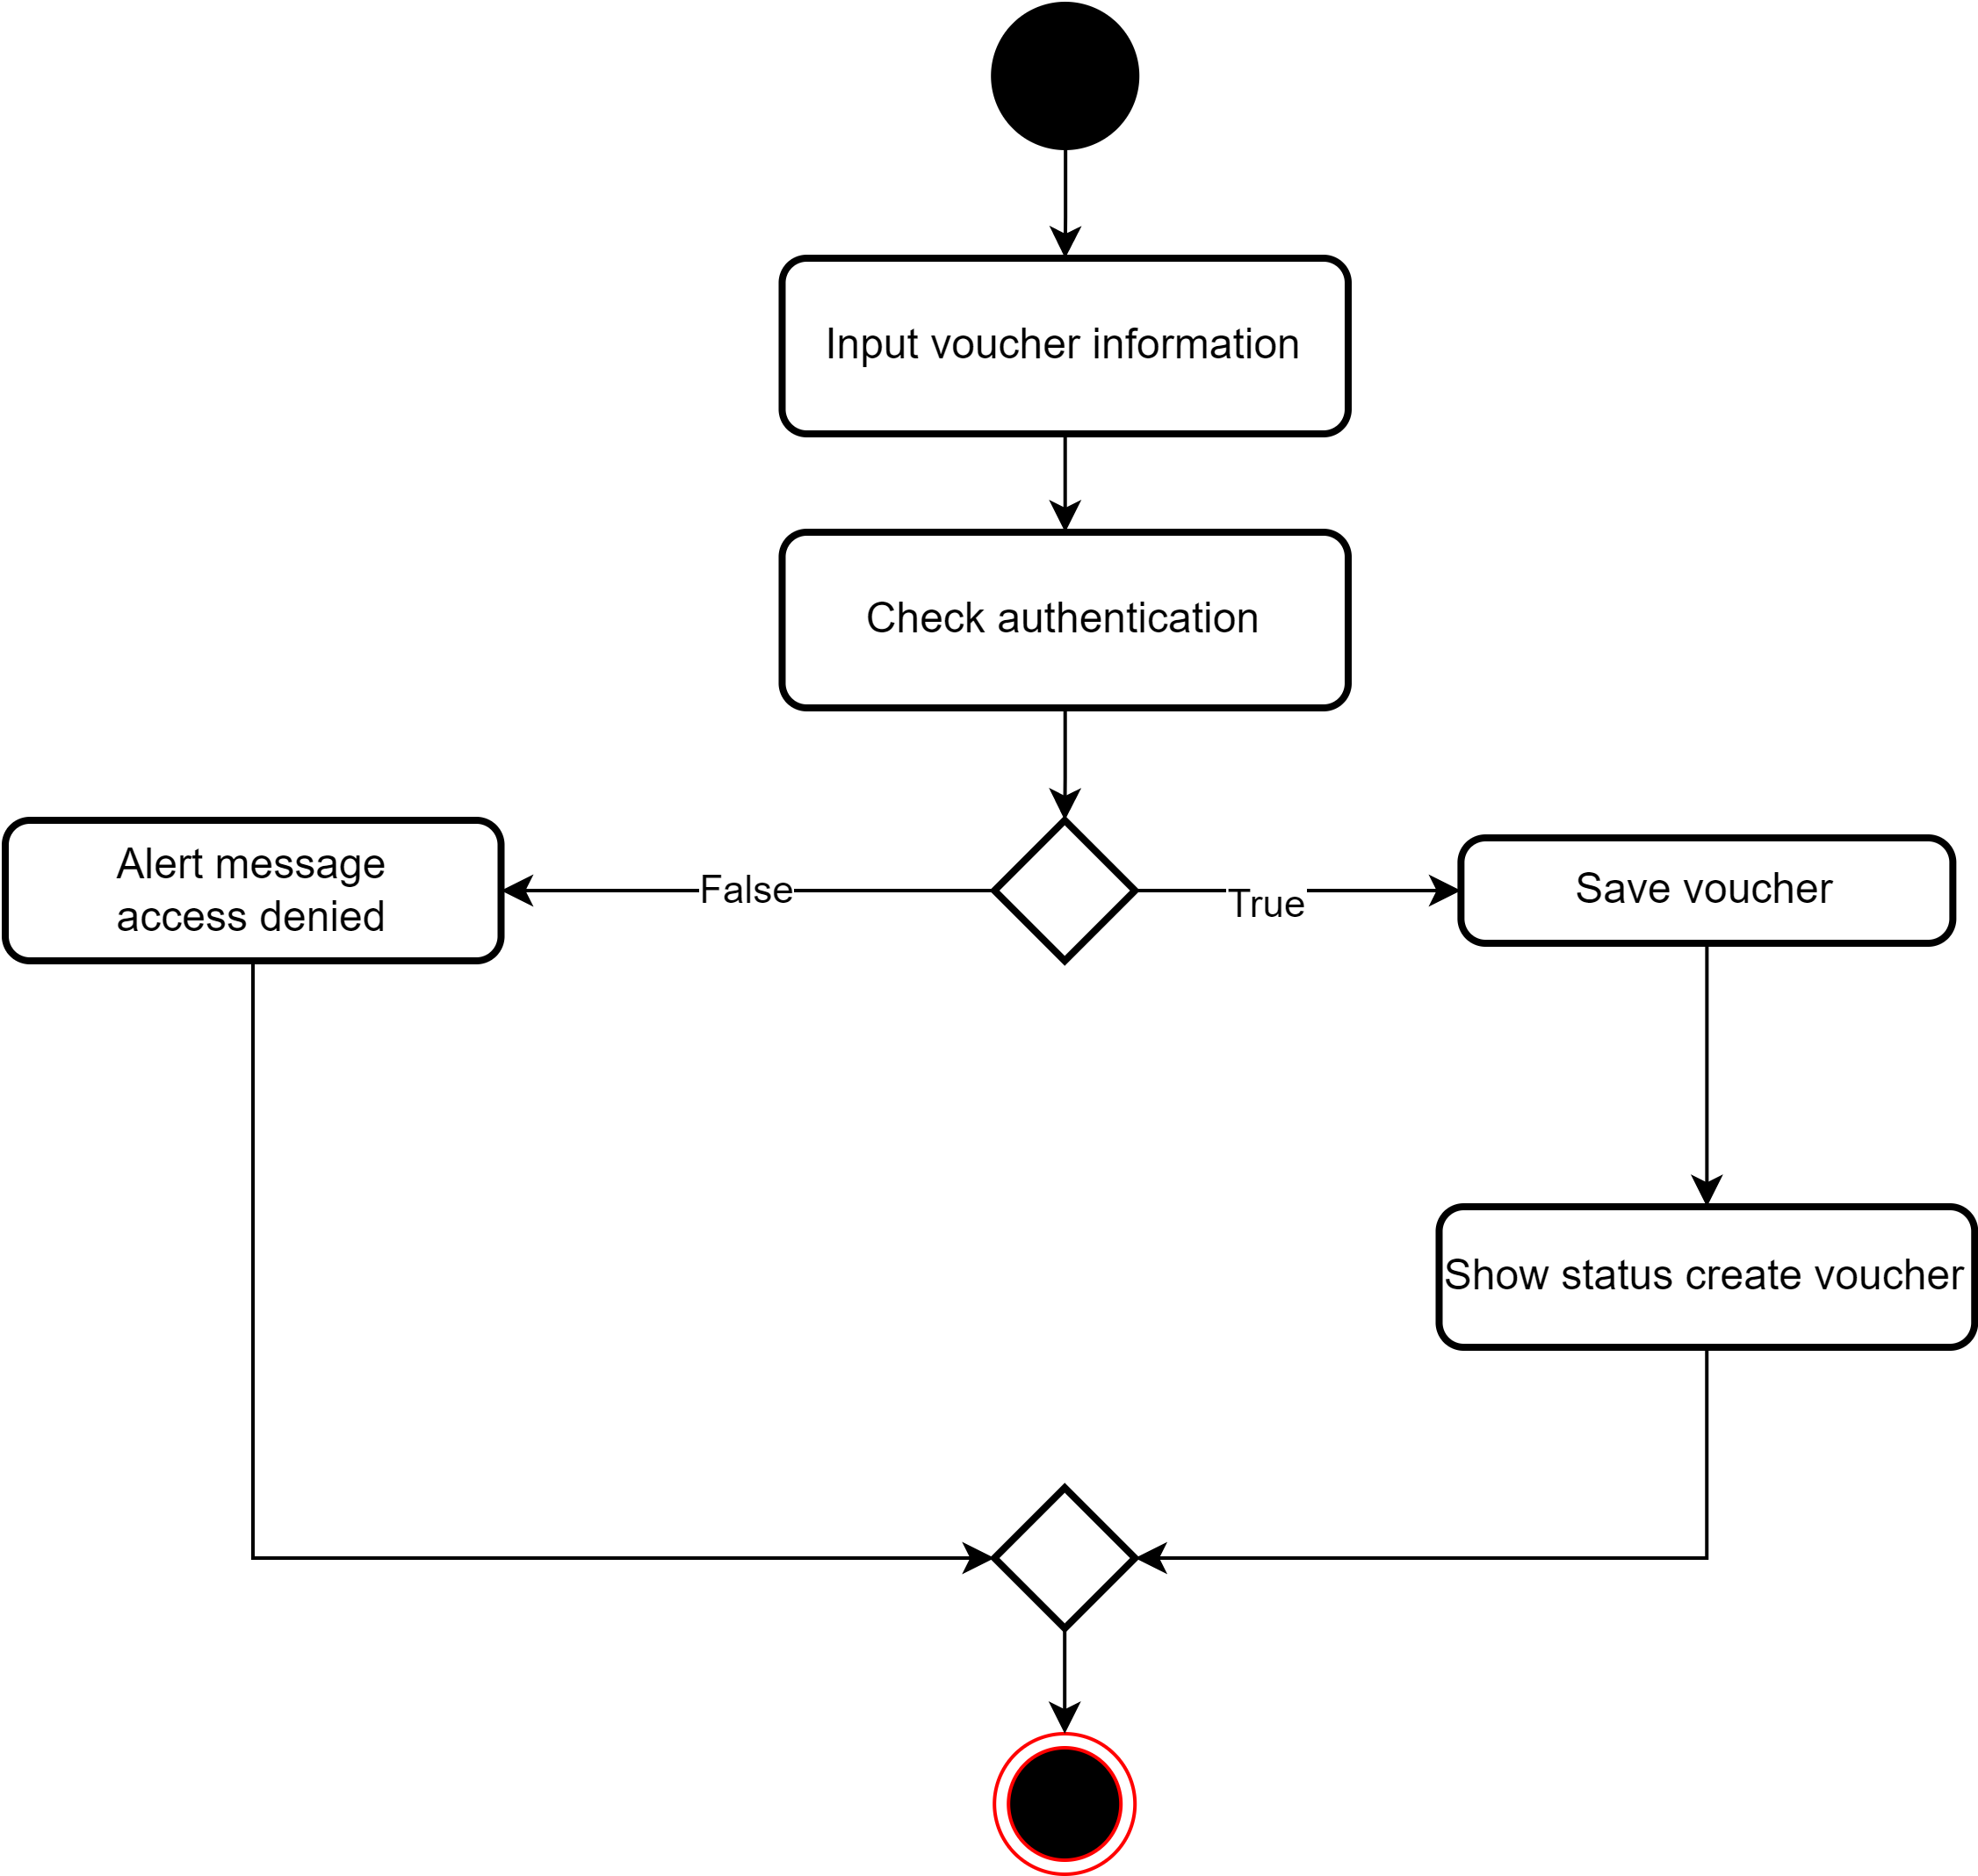 Input voucher information
Check authentication
Alert message
access denied
False
True
Save voucher
Show status create voucher